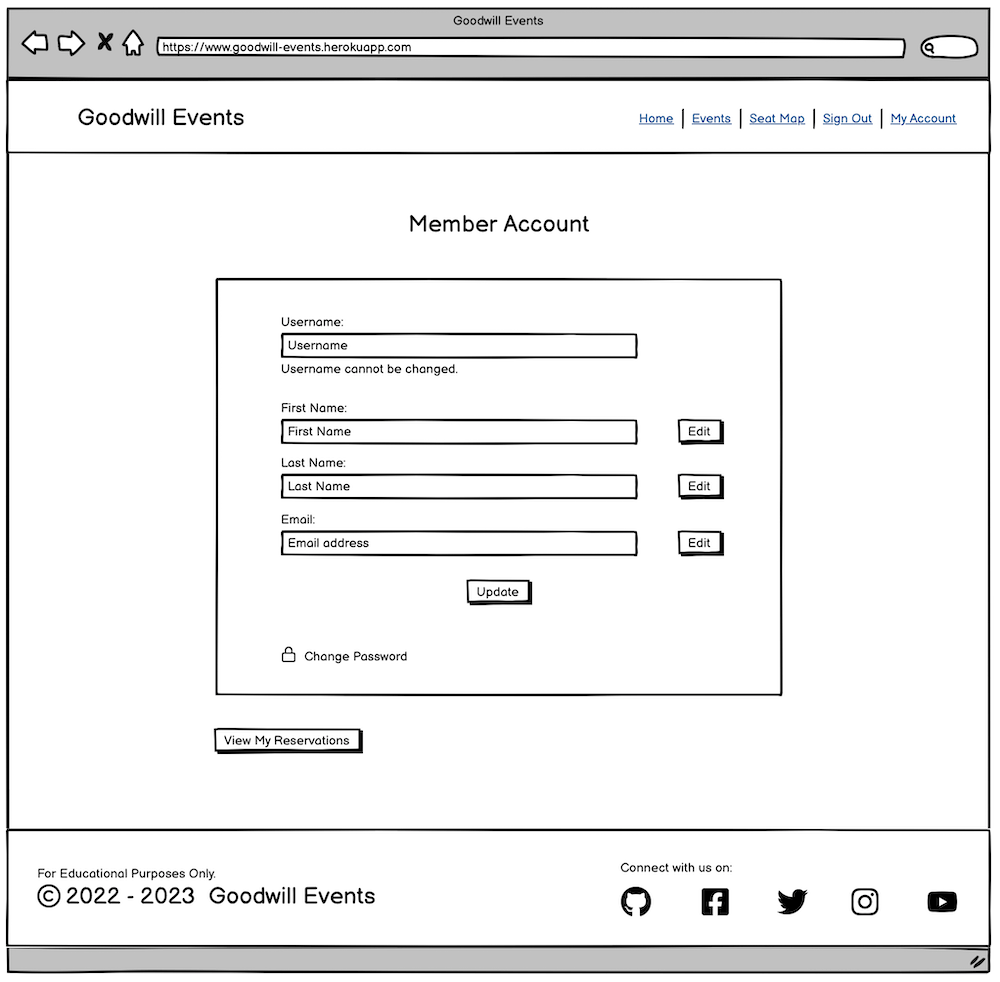 Goodwill Events
https://www.goodwill-events.herokuapp.com
Goodwill Events
Home | Events | Seat Map | Sign Out | My Account
Member Account
Username:
Username
Username cannot be changed.
First Name:
First Name
Edit
Last Name:
Last Name
Edit
Email:
Email address
Edit
Update
Change Password
View My Reservations
For Educational Purposes Only.
© 2022 - 2023 Goodwill Events
Connect with us on: